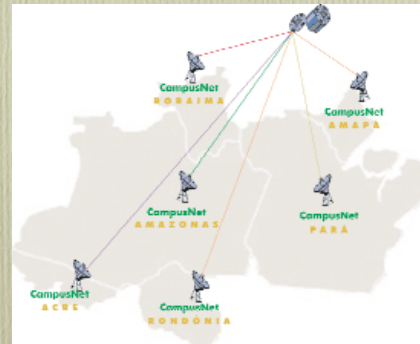 CampusNet
RORAIMA
CampusNet
AMAPÁ
CampusNet
AMAZONAS
CampusNet
PARÁ
CampusNet
ACRE
CampusNet
RONDÔNIA